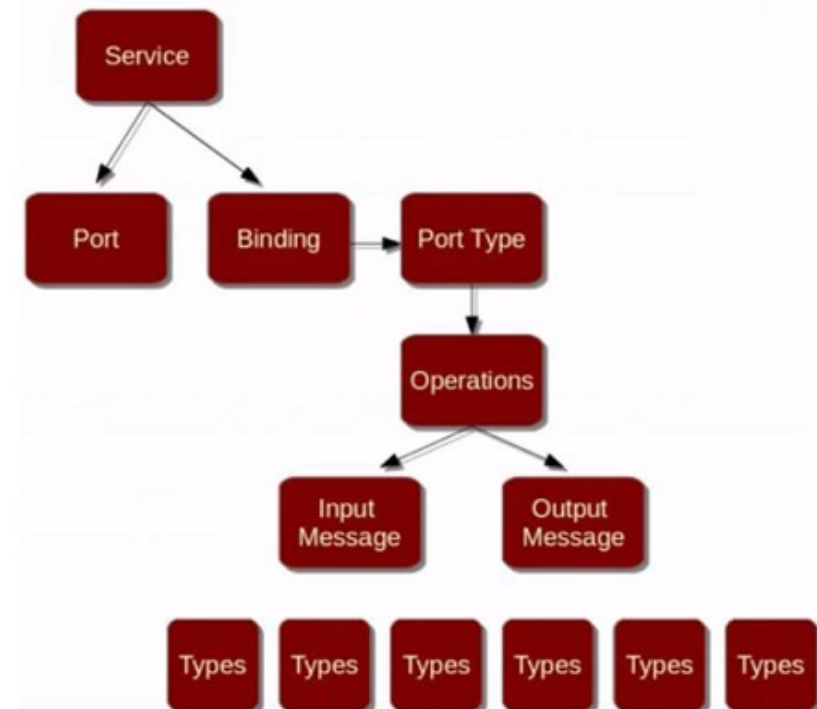 Service
Port
Binding
Port Type
Operations
Input
Message
Output
Message
Types
Types
Types
Types
Types
Types